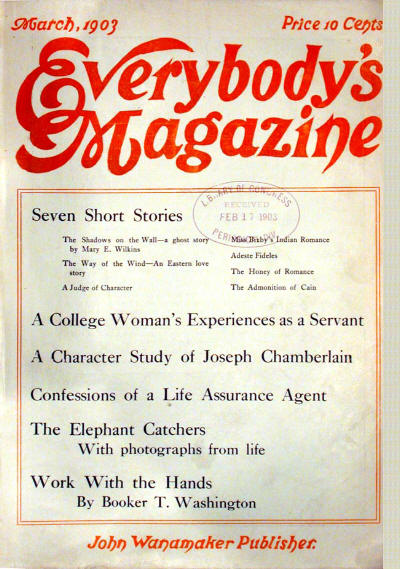 March, 1903
Price 10 Cents
Everybody's
Magazine
Seven Short Stories
LIBRARY OF CONGRESS
RECEIVED
FEB 17 1903
PERIODICAL DIV.
The Shadows on the Wall—a ghost story
by Mary E. Wilkins
The Way of the Wind—An Eastern love
story
A Judge of Character
Miss Bixby's Indian Romance
Adeste Fideles
The Honey of Romance
The Admonition of Cain
A College Woman's Experiences as a Servant
A Character Study of Joseph Chamberlain
Confessions of a Life Assurance Agent
The Elephant Catchers
With photographs from life
Work With the Hands
By Booker T. Washington
John Wanamaker Publisher.